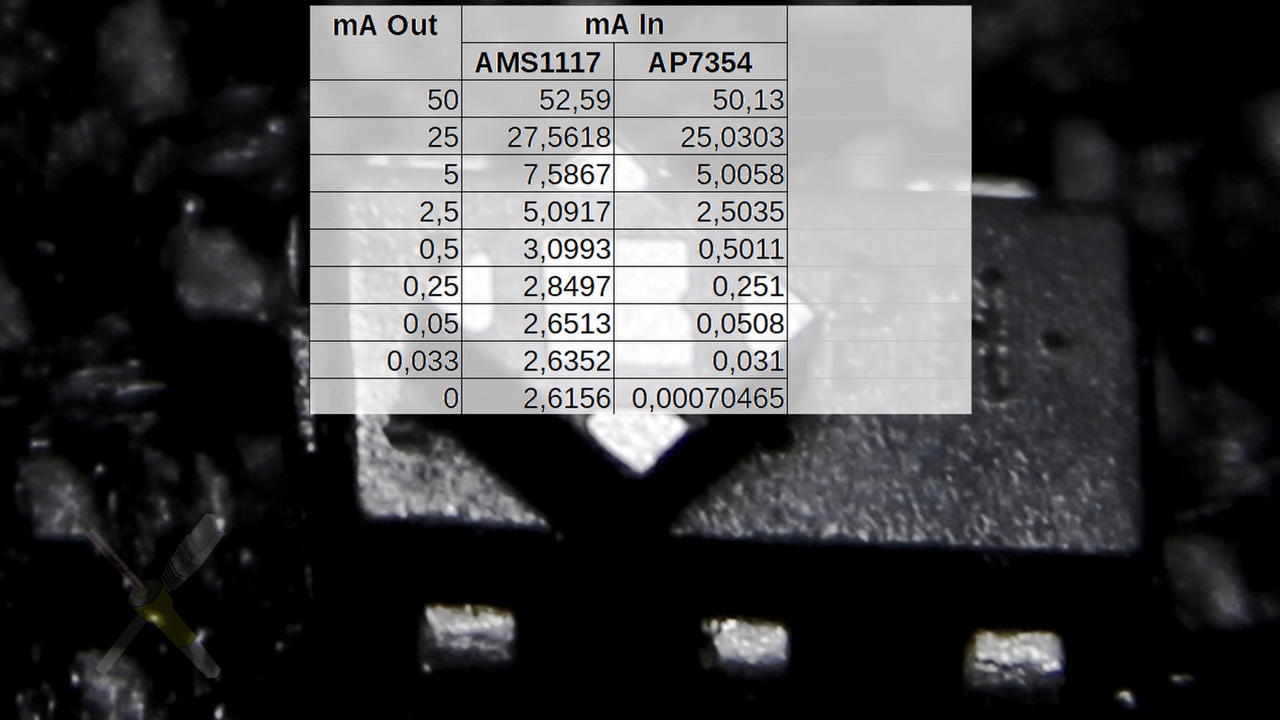 mA Out mA In
AMS1117 AP7354
50 52,59 50,13
25 27,5618 25,0303
5 7,5867 5,0058
2,5 5,0917 2,5035
0,5 3,0993 0,5011
0,25 2,8497 0,251
0,05 2,6513 0,0508
0,033 2,6352 0,031
0 2,6156 0,00070465